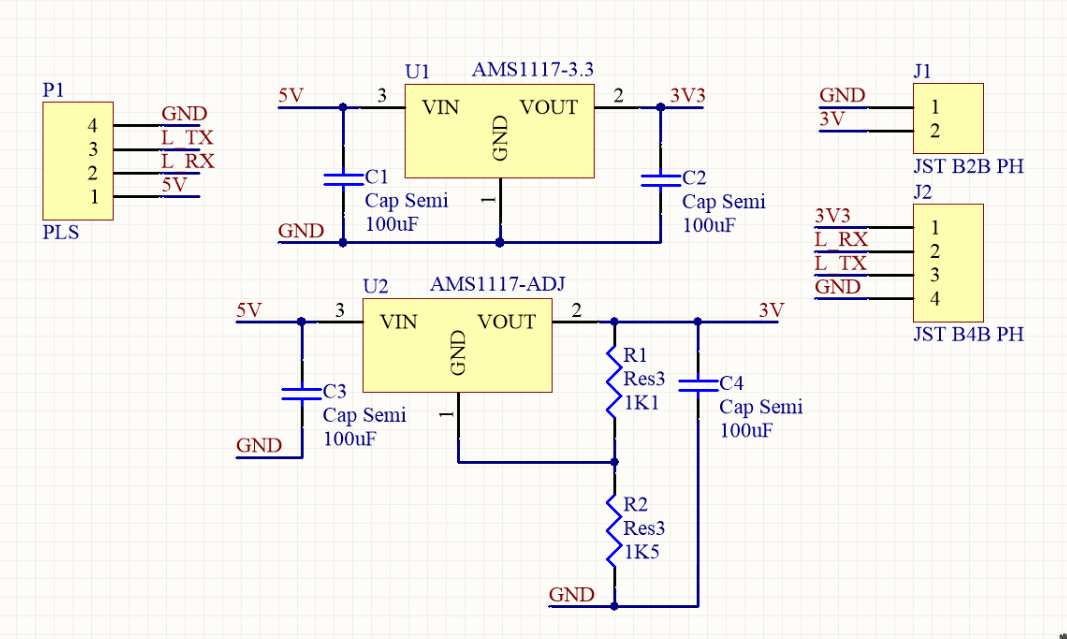 P1
4 GND
3 L_TX
2 L_RX
1 5V
PLS
U1 AMS1117-3.3
5V 3 VIN VOUT 2 3V3
GND
1
C1
Cap Semi
100uF
C2
Cap Semi
100uF
GND
U2 AMS1117-ADJ
5V 3 VIN VOUT 2 3V
GND
1
C3
Cap Semi
100uF
GND
R1
Res3
1K1
C4
Cap Semi
100uF
R2
Res3
1K5
GND
J1
GND 1
3V 2
JST B2B PH
J2
3V3 1
L_RX 2
L_TX 3
GND 4
JST B4B PH